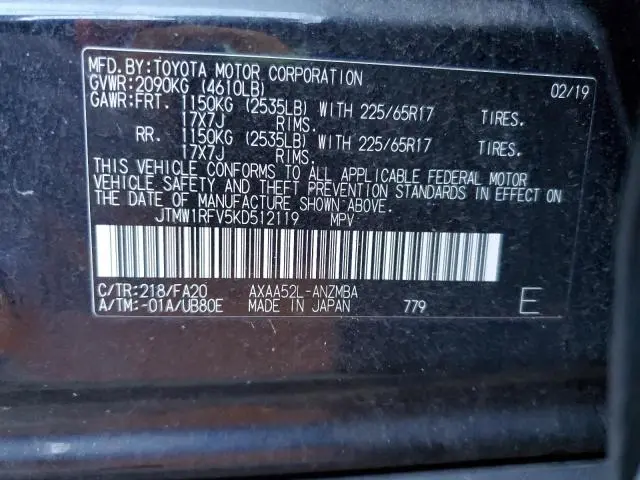 MFD.BY:TOYOTA MOTOR CORPORATION 02/19
GVWR:2090KG (4610LB)
GAWR:FRT. 1150KG (2535LB) WITH 225/65R17 TIRES.
17X7J RIMS.
RR. 1150KG (2535LB) WITH 225/65R17 TIRES.
17X7J RIMS.
THIS VEHICLE CONFORMS TO ALL APPLICABLE FEDERAL MOTOR
VEHICLE SAFETY AND THEFT PREVENTION STANDARDS IN EFFECT ON
THE DATE OF MANUFACTURE SHOWN ABOVE.
JTMW1RFV5KD512119 MPV
C/TR:218/FA20 AXAA52L-ANZMBA
A/TM:-01A/UB80E MADE IN JAPAN 779 E